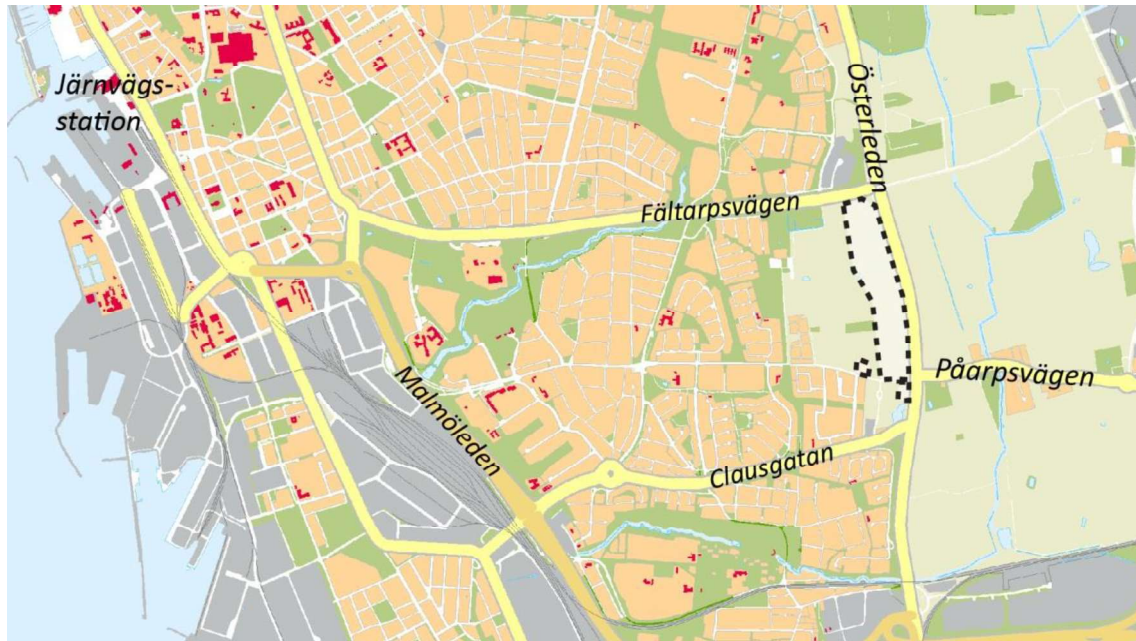 Järnvägs-
station
Österleden
Fältarpsvägen
Påarpsvägen
Malmöleden
Clausgatan